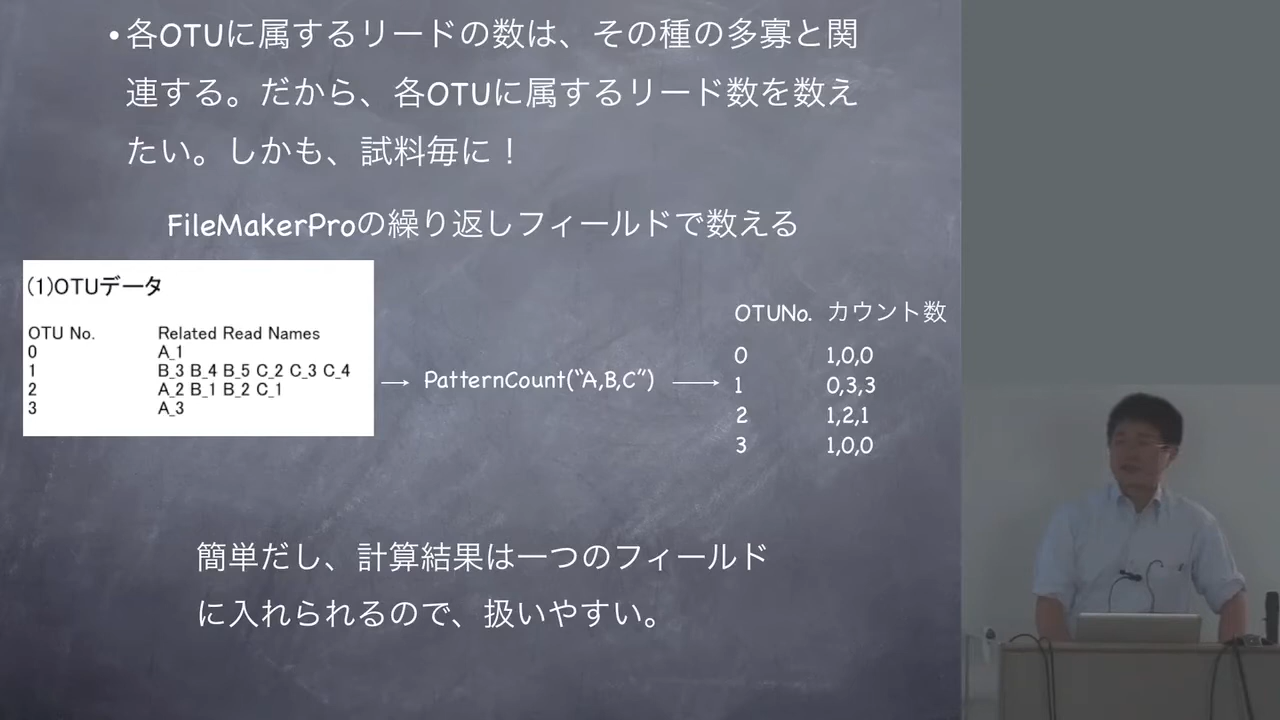 •各OTUに属するリードの数は、その種の多寡と関
連する。だから、各OTUに属するリード数を数え
たい。しかも、試料毎に！
FileMakerProの繰り返しフィールドで数える
(1)OTUデータ
OTU No. Related Read Names
0 A_1
1 B_3 B_4 B_5 C_2 C_3 C_4
2 A_2 B_1 B_2 C_1
3 A_3
→ PatternCount(“A,B,C”) →
OTUNo. カウント数
0 1,0,0
1 0,3,3
2 1,2,1
3 1,0,0
簡単だし、計算結果は一つのフィールド
に入れられるので、扱いやすい。